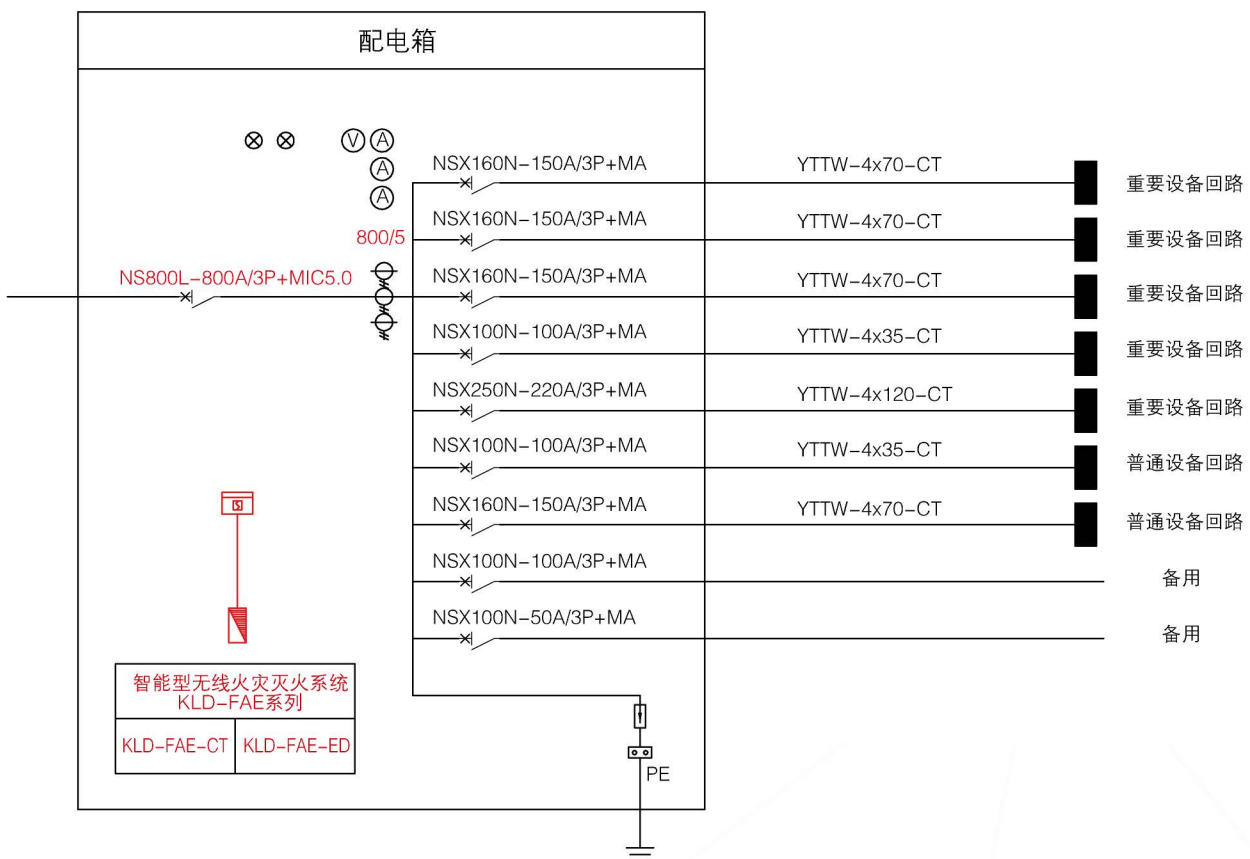 配电箱
V A
A
A
800/5
NS800L-800A/3P+MIC5.0
NSX160N-150A/3P+MA YTTW-4x70-CT 重要设备回路
NSX160N-150A/3P+MA YTTW-4x70-CT 重要设备回路
NSX160N-150A/3P+MA YTTW-4x70-CT 重要设备回路
NSX100N-100A/3P+MA YTTW-4x35-CT 重要设备回路
NSX250N-220A/3P+MA YTTW-4x120-CT 重要设备回路
NSX100N-100A/3P+MA YTTW-4x35-CT 普通设备回路
NSX160N-150A/3P+MA YTTW-4x70-CT 普通设备回路
NSX100N-100A/3P+MA 备用
NSX100N-50A/3P+MA 备用
智能型无线火灾灭火系统
KLD-FAE系列
KLD-FAE-CT KLD-FAE-ED
PE